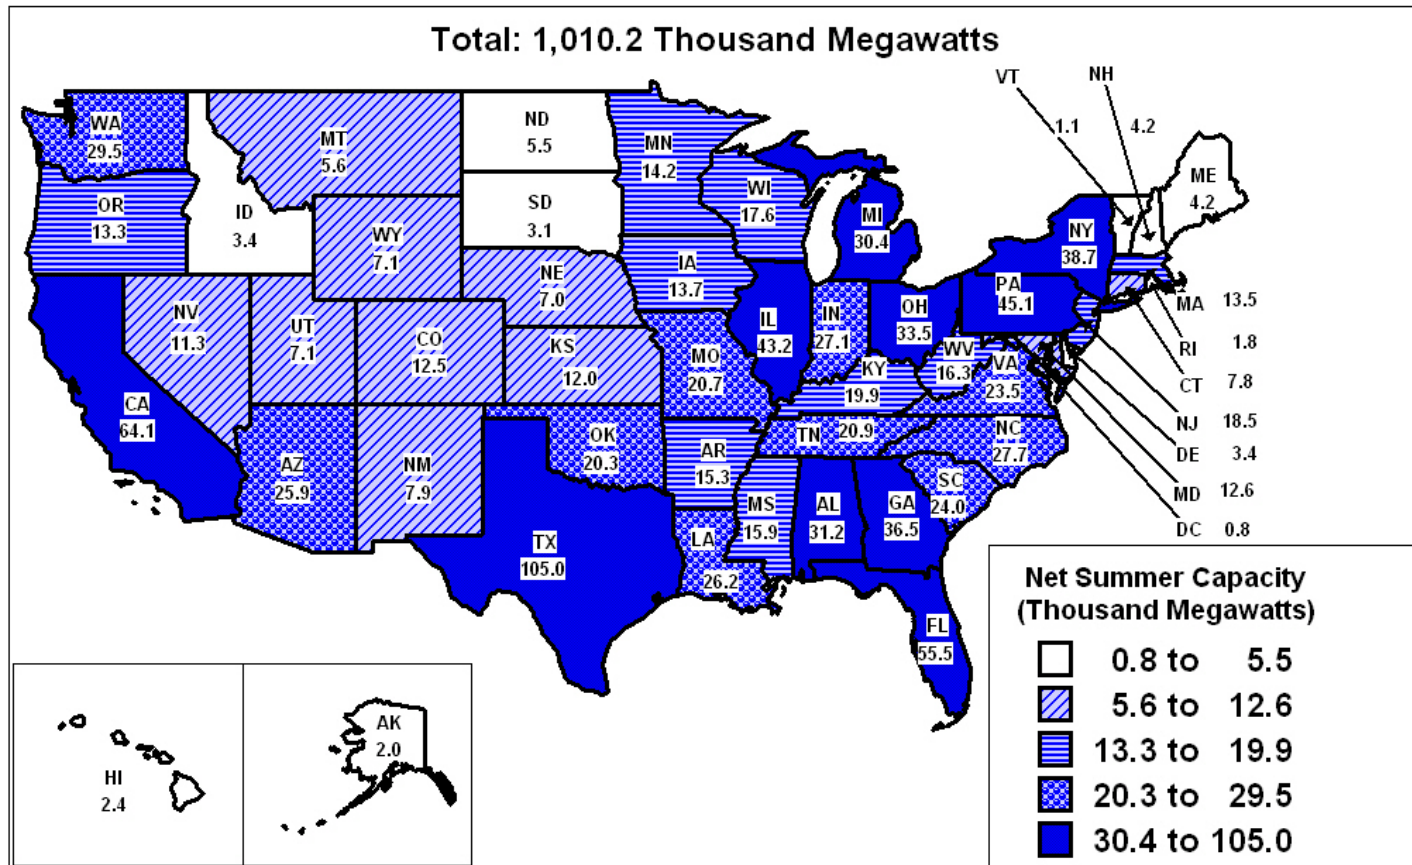 Total: 1,010.2 Thousand Megawatts
VT
NH
1.1
4.2
WA
29.5
MT
5.6
ND
5.5
MN
14.2
ME
4.2
OR
13.3
ID
3.4
SD
3.1
WI
17.6
MI
30.4
NY
38.7
WY
7.1
NE
7.0
IA
13.7
NV
11.3
UT
7.1
CO
12.5
KS
12.0
MO
20.7
IL
43.2
IN
27.1
OH
33.5
PA
45.1
MA 13.5
RI 1.8
CT 7.8
NJ 18.5
DE 3.4
MD 12.6
DC 0.8
WV
16.3
VA
23.5
KY
19.9
CA
64.1
AZ
25.9
NM
7.9
OK
20.3
AR
15.3
TN 20.9
NC
27.7
SC
24.0
MS
15.9
AL
31.2
GA
36.5
TX
105.0
LA
26.2
FL
55.5
HI
2.4
AK
2.0
Net Summer Capacity
(Thousand Megawatts)
0.8 to 5.5
5.6 to 12.6
13.3 to 19.9
20.3 to 29.5
30.4 to 105.0